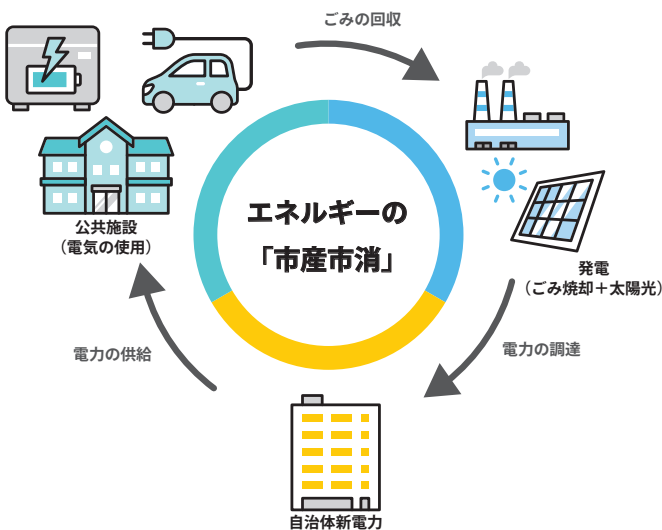 ごみの回収
エネルギーの
「市産市消」
公共施設
（電気の使用）
発電
（ごみ焼却＋太陽光）
電力の供給
電力の調達
自治体新電力